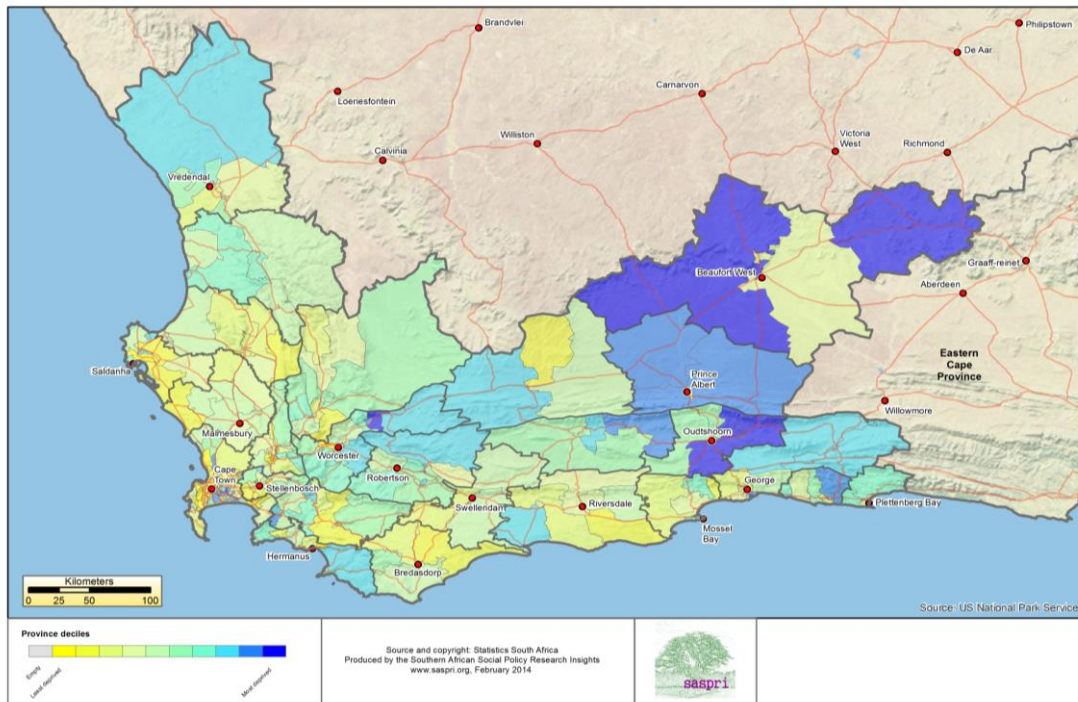 Brandvlei
Philipstown
De Aar
Loeriesfontein
Carnarvon
Williston
Victoria
West
Richmond
Calvinia
Vredendal
Beaufort West
Graaff-reinet
Aberdeen
Saldanha
Prince
Albert
Eastern
Cape
Province
Willowmore
Malmesbury
Oudtshoorn
Worcester
Robertson
Cape
Town
Stellenbosch
Swellendam
Riversdale
George
Plettenberg Bay
Mossel
Bay
Hermanus
Bredasdorp
Kilometers
0 25 50 100
Source: US National Park Service
Province deciles
Empty
Least deprived
Most deprived
Source and copyright: Statistics South Africa
Produced by the Southern African Social Policy Research Insights
www.saspri.org, February 2014
saspri